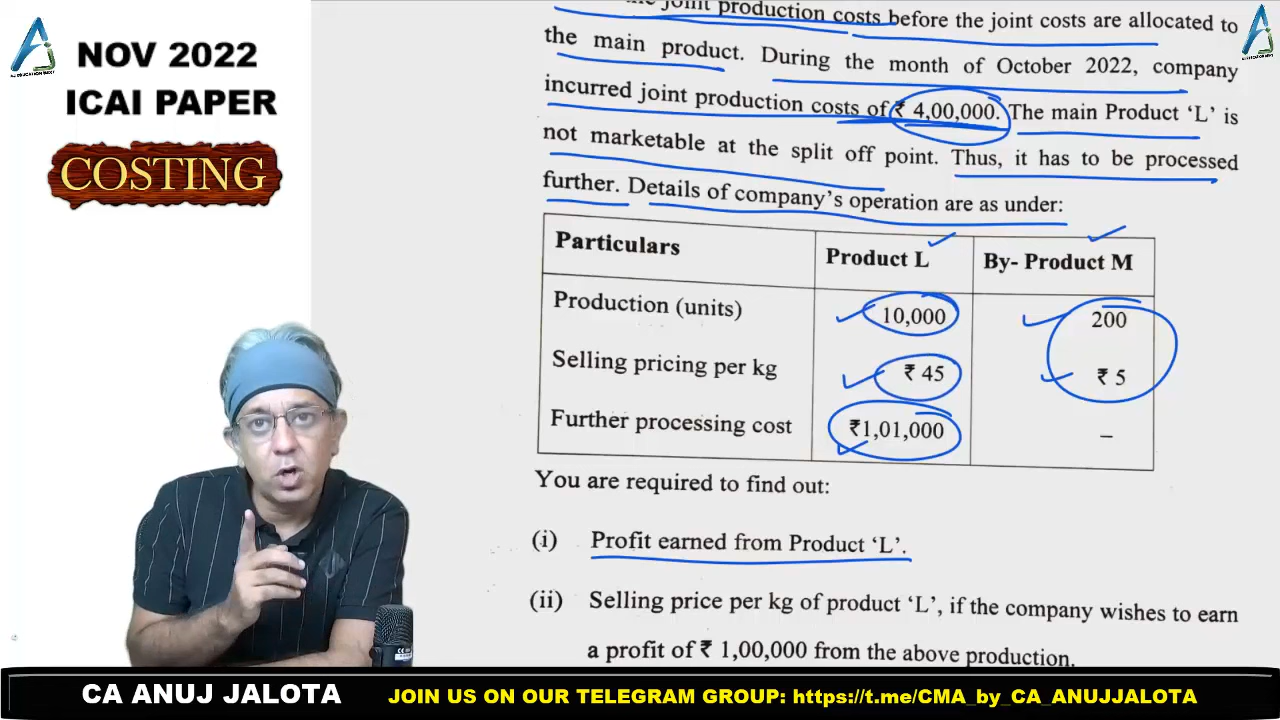 NOV 2022
ICAI PAPER
COSTING
joint production costs before the joint costs are allocated to
the main product. During the month of October 2022, company
incurred joint production costs of ₹ 4,00,000. The main Product ‘L’ is
not marketable at the split off point. Thus, it has to be processed
further. Details of company’s operation are as under:
Particulars Product L By- Product M
Production (units) 10,000 200
Selling pricing per kg ₹ 45 ₹ 5
Further processing cost ₹1,01,000 –
You are required to find out:
(i) Profit earned from Product ‘L’.
(ii) Selling price per kg of product ‘L’, if the company wishes to earn
a profit of ₹ 1,00,000 from the above production.
CA ANUJ JALOTA JOIN US ON OUR TELEGRAM GROUP: https://t.me/CMA_by_CA_ANUJJALOTA